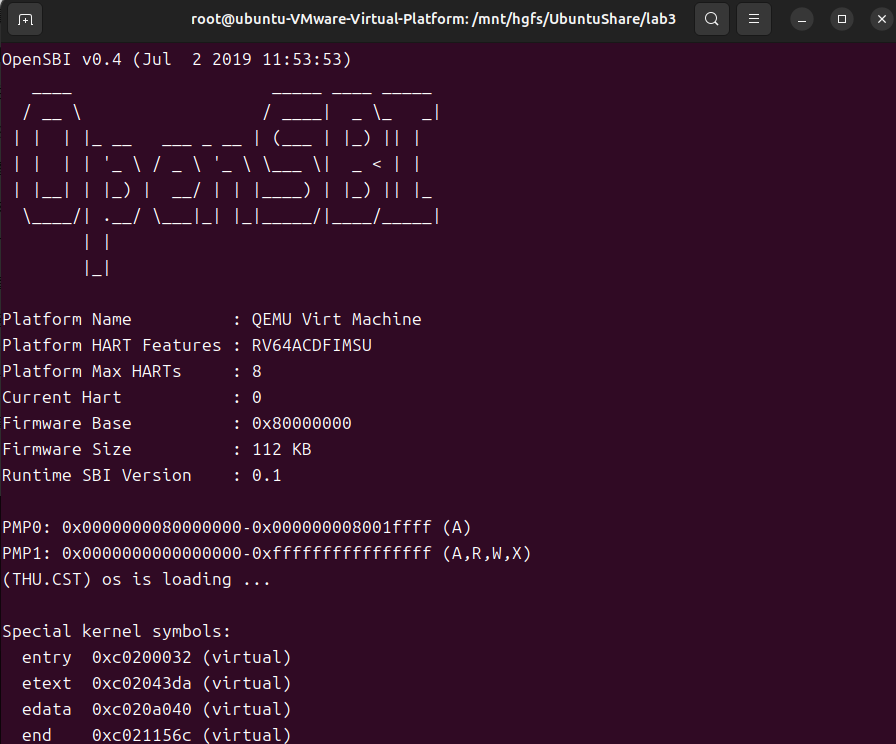 root@ubuntu-VMware-Virtual-Platform: /mnt/hgfs/UbuntuShare/lab3
OpenSBI v0.4 (Jul  2 2019 11:53:53)
   ____                    _____ ____ _____
  / __ \                  / ____|  _ \_   _|
 | |  | |_ __   ___ _ __ | (___ | |_) || |
 | |  | | '_ \ / _ \ '_ \ \___ \|  _ < | |
 | |__| | |_) |  __/ | | |____) | |_) || |_
  \____/| .__/ \___|_| |_|_____/|____/_____|
        | |
        |_|
Platform Name          : QEMU Virt Machine
Platform HART Features : RV64ACDFIMSU
Platform Max HARTs     : 8
Current Hart           : 0
Firmware Base          : 0x80000000
Firmware Size          : 112 KB
Runtime SBI Version    : 0.1
PMP0: 0x0000000080000000-0x000000008001ffff (A)
PMP1: 0x0000000000000000-0xffffffffffffffff (A,R,W,X)
(THU.CST) os is loading ...
Special kernel symbols:
  entry  0xc0200032 (virtual)
  etext  0xc02043da (virtual)
  edata  0xc020a040 (virtual)
  end    0xc021156c (virtual)